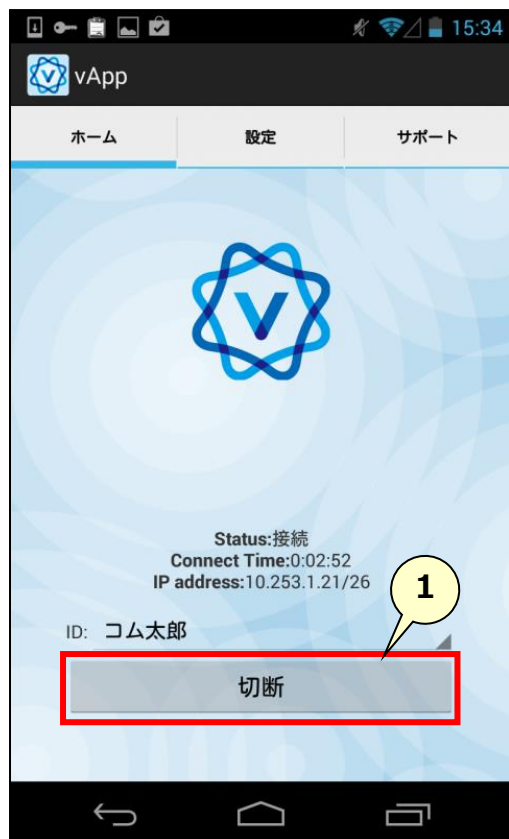 15:34
vApp
ホーム 設定 サポート
V
Status:接続
Connect Time:0:02:52
IP address:10.253.1.21/26
1
ID: コム太郎
切断